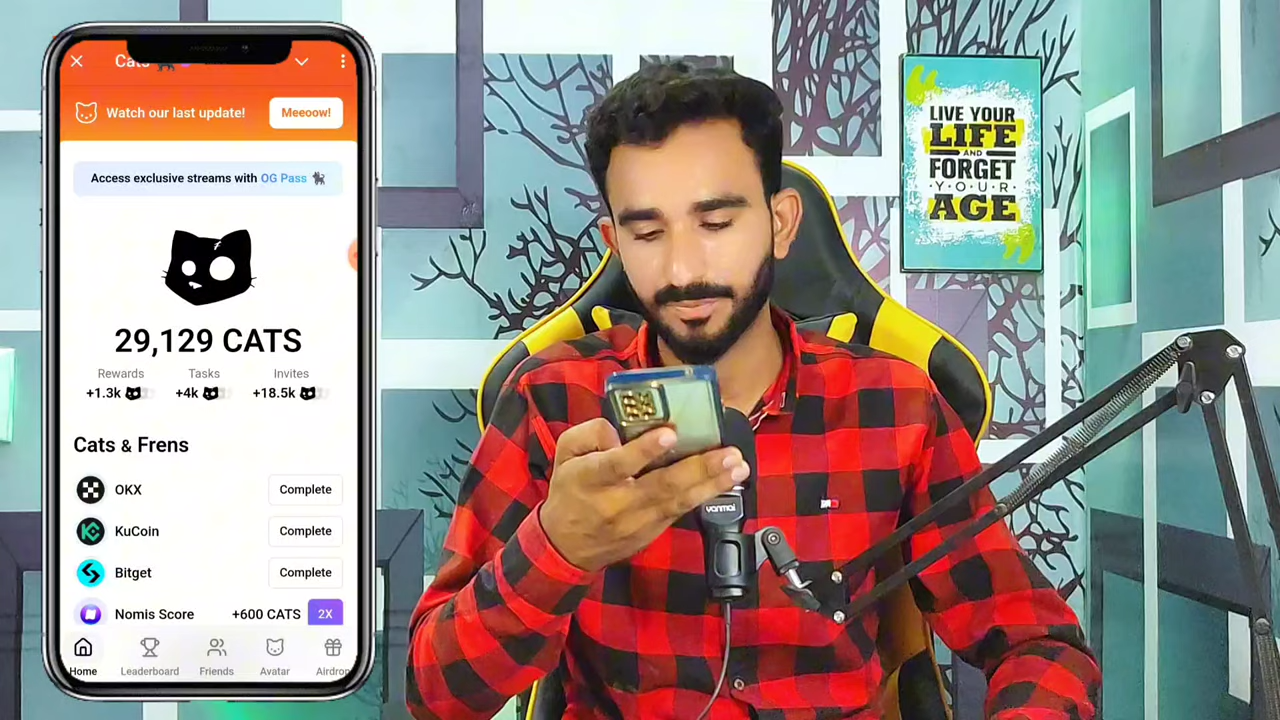 Cats
Watch our last update!
Meeoow!
Access exclusive streams with OG Pass
29,129 CATS
Rewards
Tasks
Invites
+1.3k
+4k
+18.5k
Cats & Frens
OKX
Complete
KuCoin
Complete
Bitget
Complete
Nomis Score
+600 CATS
2X
Home
Leaderboard
Friends
Avatar
Airdrop
LIVE YOUR
LIFE
AND
FORGET
YOUR
AGE
vanmai